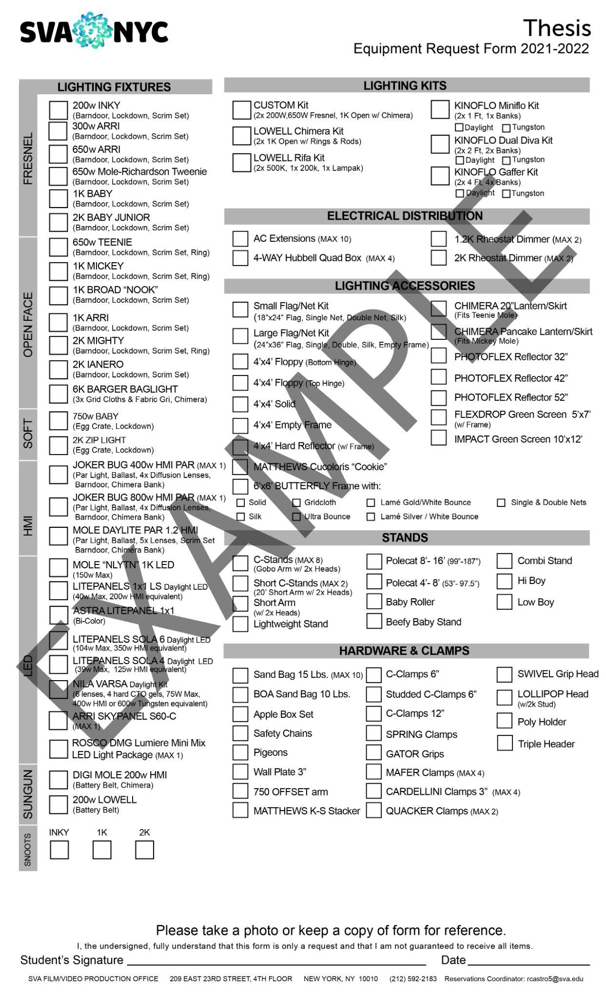 SVA NYC
Thesis
Equipment Request Form 2021-2022
LIGHTING FIXTURES
FRESNEL
200w INKY
(Barndoor, Lockdown, Scrim Set)
300w ARRI
(Barndoor, Lockdown, Scrim Set)
650w ARRI
(Barndoor, Lockdown, Scrim Set)
650w Mole-Richardson Tweenie
(Barndoor, Lockdown, Scrim Set)
1K BABY
(Barndoor, Lockdown, Scrim Set)
2K BABY JUNIOR
(Barndoor, Lockdown, Scrim Set)
OPEN FACE
650w TEENIE
(Barndoor, Lockdown, Scrim Set, Ring)
1K MICKEY
(Barndoor, Lockdown, Scrim Set, Ring)
1K BROAD “NOOK”
(Barndoor, Lockdown, Scrim Set)
1K ARRI
(Barndoor, Lockdown, Scrim Set)
2K MIGHTY
(Barndoor, Lockdown, Scrim Set, Ring)
2K IANERO
(Barndoor, Lockdown, Scrim Set)
6K BARGER BAGLIGHT
(3x Grid Cloths & Fabric Gri, Chimera)
SOFT
750w BABY
(Egg Crate, Lockdown)
2K ZIP LIGHT
(Egg Crate, Lockdown)
HMI
JOKER BUG 400w HMI PAR (MAX 1)
(Par Light, Ballast, 4x Diffusion Lenses,
Barndoor, Chimera Bank)
JOKER BUG 800w HMI PAR (MAX 1)
(Par Light, Ballast, 4x Diffusion Lenses,
Barndoor, Chimera Bank)
MOLE DAYLITE PAR 1.2 HMI
(Par Light, Ballast, 5x Lenses, Scrim Set
Barndoor, Chimera Bank)
LED
MOLE “NLYTN” 1K LED
(150w Max)
LITEPANELS 1x1 LS Daylight LED
(40w Max, 200w HMI equivalent)
ASTRA LITEPANEL 1x1
(Bi-Color)
LITEPANELS SOLA 6 Daylight LED
(104w Max, 350w HMI equivalent)
LITEPANELS SOLA 4 Daylight LED
(39w Max, 125w HMI equivalent)
NILA VARSA Daylight Kit
(6 lenses, 4 hard CTO gels, 75W Max,
400w HMI or 600w Tungsten equivalent)
ARRI SKYPANEL S60-C
(MAX 1)
ROSCO DMG Lumiere Mini Mix
LED Light Package (MAX 1)
SUNGUN
DIGI MOLE 200w HMI
(Battery Belt, Chimera)
200w LOWELL
(Battery Belt)
SNOOTS
INKY 1K 2K
LIGHTING KITS
CUSTOM Kit
(2x 200W,650W Fresnel, 1K Open w/ Chimera)
LOWELL Chimera Kit
(2x 1K Open w/ Rings & Rods)
LOWELL Rifa Kit
(2x 500K, 1x 200k, 1x Lampak)
KINOFLO Miniflo Kit
(2x 1 Ft, 1x Banks)
Daylight Tungston
KINOFLO Dual Diva Kit
(2x 2 Ft, 2x Banks)
Daylight Tungston
KINOFLO Gaffer Kit
(2x 4 Ft, 4x Banks)
Daylight Tungston
ELECTRICAL DISTRIBUTION
AC Extensions (MAX 10)
4-WAY Hubbell Quad Box (MAX 4)
1.2K Rheostat Dimmer (MAX 2)
2K Rheostat Dimmer (MAX 2)
LIGHTING ACCESSORIES
Small Flag/Net Kit
(18”x24” Flag, Single Net, Double Net, Silk)
Large Flag/Net Kit
(24”x36” Flag, Single, Double, Silk, Empty Frame)
4’x4’ Floppy (Bottom Hinge)
4’x4’ Floppy (Top Hinge)
4’x4’ Solid
4’x4’ Empty Frame
4’x4’ Hard Reflector (w/ Frame)
MATTHEWS Cucoloris “Cookie”
6’x6’ BUTTERFLY Frame with:
CHIMERA 20”Lantern/Skirt
(Fits Teenie Mole)
CHIMERA Pancake Lantern/Skirt
(Fits Mickey Mole)
PHOTOFLEX Reflector 32”
PHOTOFLEX Reflector 42”
PHOTOFLEX Reflector 52”
FLEXDROP Green Screen 5’x7’
(w/ Frame)
IMPACT Green Screen 10’x12’
Solid Gridcloth Lamé Gold/White Bounce Single & Double Nets
Silk Ultra Bounce Lamé Silver / White Bounce
STANDS
C-Stands (MAX 8)
(Gobo Arm w/ 2x Heads)
Short C-Stands (MAX 2)
(20’ Short Arm w/ 2x Heads)
Short Arm
(w/ 2x Heads)
Lightweight Stand
Polecat 8’- 16’ (99”-187”)
Polecat 4’- 8’ (53”- 97.5”)
Baby Roller
Beefy Baby Stand
Combi Stand
Hi Boy
Low Boy
HARDWARE & CLAMPS
Sand Bag 15 Lbs. (MAX 10)
BOA Sand Bag 10 Lbs.
Apple Box Set
Safety Chains
Pigeons
Wall Plate 3”
750 OFFSET arm
MATTHEWS K-S Stacker
C-Clamps 6”
Studded C-Clamps 6”
C-Clamps 12”
SPRING Clamps
GATOR Grips
MAFER Clamps (MAX 4)
CARDELLINI Clamps 3” (MAX 4)
QUACKER Clamps (MAX 2)
SWIVEL Grip Head
LOLLIPOP Head
(w/2k Stud)
Poly Holder
Triple Header
EXAMPLE
Please take a photo or keep a copy of form for reference.
I, the undersigned, fully understand that this form is only a request and that I am not guaranteed to receive all items.
Student’s Signature Date
SVA FILM/VIDEO PRODUCTION OFFICE 209 EAST 23RD STREET, 4TH FLOOR NEW YORK, NY 10010 (212) 592-2183 Reservations Coordinator: rcastro5@sva.edu